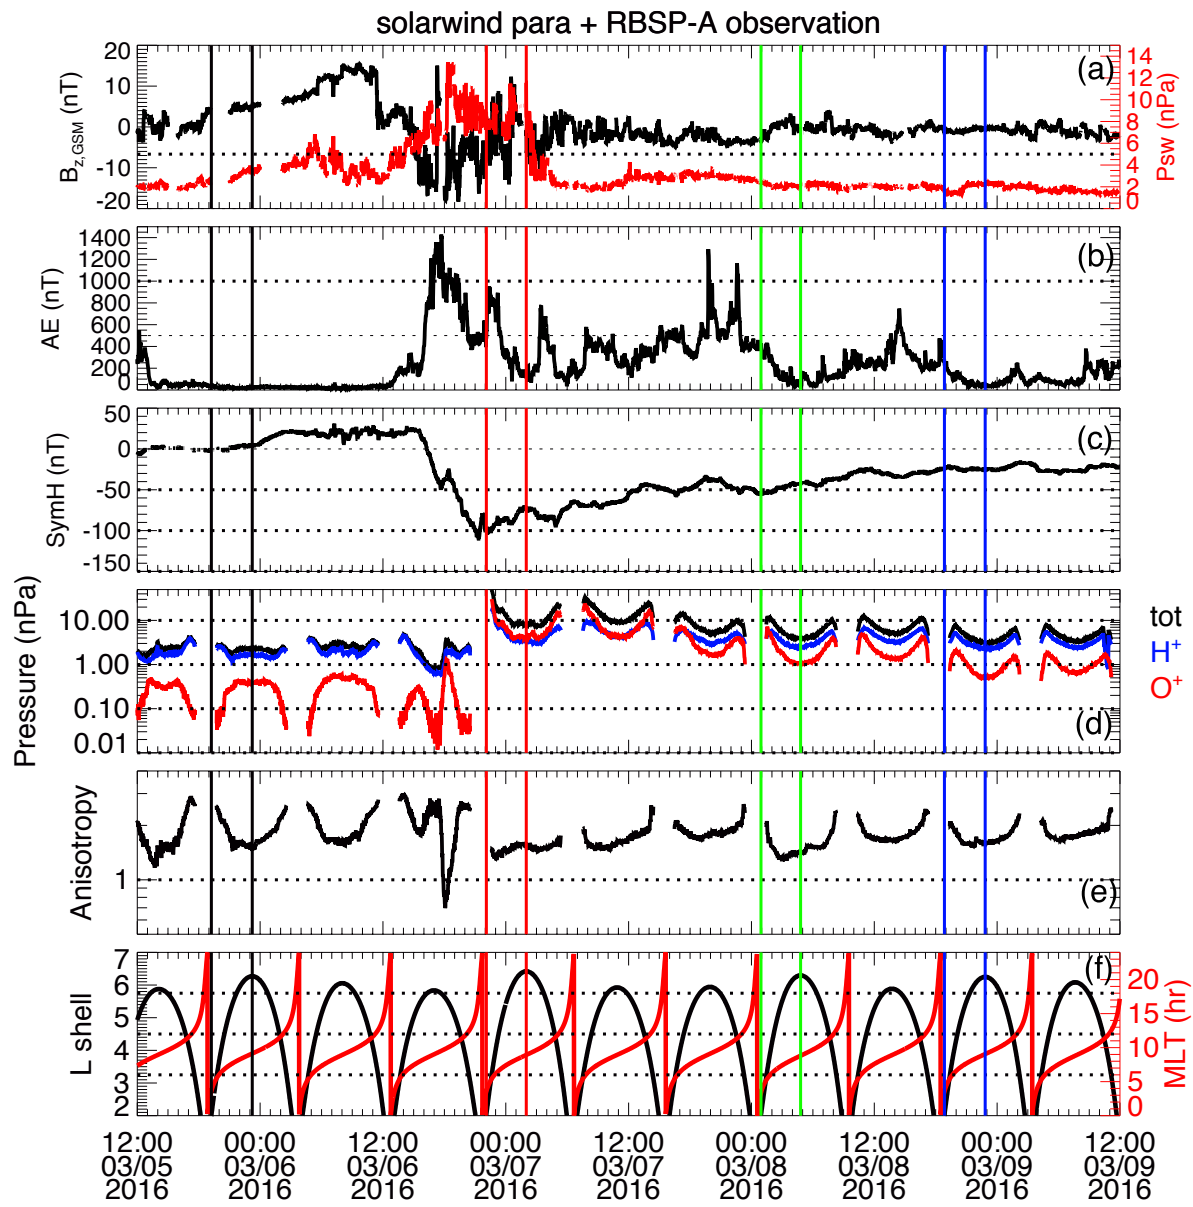 solarwind para + RBSP-A observation
20
10
0
-10
-20
Bz,GSM (nT)
(a)
14
12
10
8
6
4
2
0
Psw (nPa)
1400
1200
1000
800
600
400
200
0
AE (nT)
(b)
50
0
-50
-100
-150
SymH (nT)
(c)
10.00
1.00
0.10
0.01
Pressure (nPa)
(d)
tot
H+
O+
1
Anisotropy
(e)
7
6
5
4
3
2
L shell
(f)
20
15
10
5
0
MLT (hr)
12:00 00:00 12:00 00:00 12:00 00:00 12:00 00:00 12:00
03/05 03/06 03/06 03/07 03/07 03/08 03/08 03/09 03/09
2016 2016 2016 2016 2016 2016 2016 2016 2016